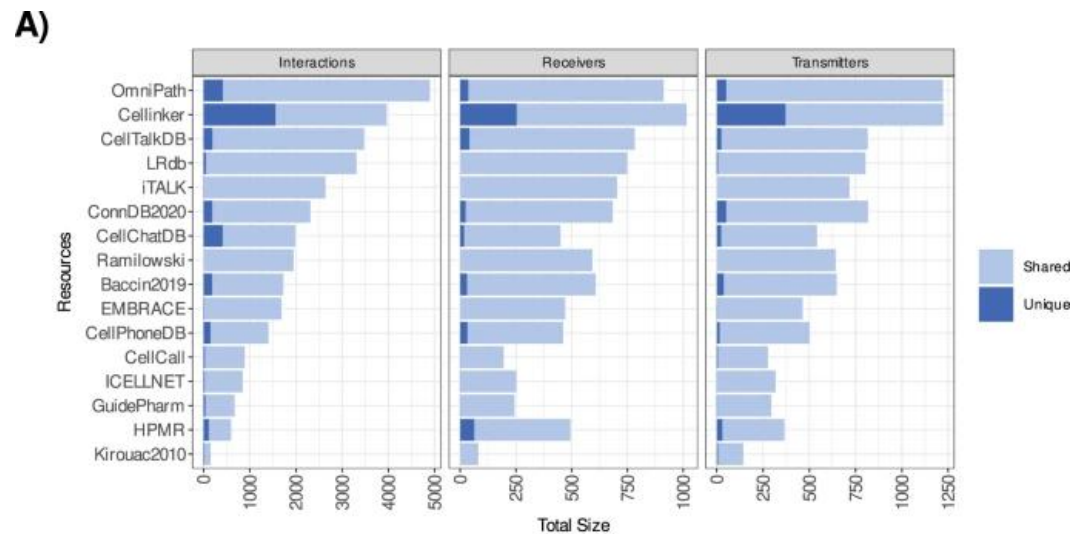 A)
Interactions
Receivers
Transmitters
Resources
OmniPath
Cellinker
CellTalkDB
LRdb
iTALK
ConnDB2020
CellChatDB
Ramilowski
Baccin2019
EMBRACE
CellPhoneDB
CellCall
ICELLNET
GuidePharm
HPMR
Kirouac2010
0 1000 2000 3000 4000 5000
0 250 500 750 1000
0 250 500 750 1000 1250
Total Size
Shared
Unique